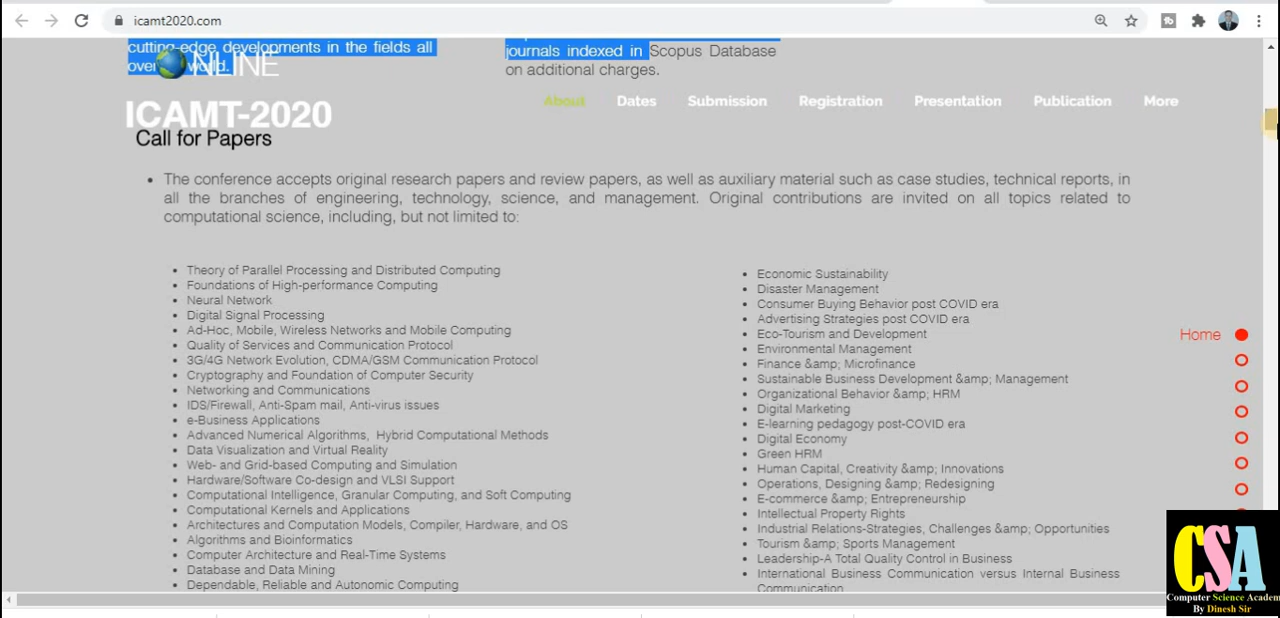 icamt2020.com
cutting-edge developments in the fields all
over world.
journals indexed in Scopus Database
on additional charges.
NLINE
ICAMT-2020
About Dates Submission Registration Presentation Publication More
Call for Papers
The conference accepts original research papers and review papers, as well as auxiliary material such as case studies, technical reports, in
all the branches of engineering, technology, science, and management. Original contributions are invited on all topics related to
computational science, including, but not limited to:
Theory of Parallel Processing and Distributed Computing
Foundations of High-performance Computing
Neural Network
Digital Signal Processing
Ad-Hoc, Mobile, Wireless Networks and Mobile Computing
Quality of Services and Communication Protocol
3G/4G Network Evolution, CDMA/GSM Communication Protocol
Cryptography and Foundation of Computer Security
Networking and Communications
IDS/Firewall, Anti-Spam mail, Anti-virus issues
e-Business Applications
Advanced Numerical Algorithms, Hybrid Computational Methods
Data Visualization and Virtual Reality
Web- and Grid-based Computing and Simulation
Hardware/Software Co-design and VLSI Support
Computational Intelligence, Granular Computing, and Soft Computing
Computational Kernels and Applications
Architectures and Computation Models, Compiler, Hardware, and OS
Algorithms and Bioinformatics
Computer Architecture and Real-Time Systems
Database and Data Mining
Dependable, Reliable and Autonomic Computing
Economic Sustainability
Disaster Management
Consumer Buying Behavior post COVID era
Advertising Strategies post COVID era
Eco-Tourism and Development
Environmental Management
Finance &amp; Microfinance
Sustainable Business Development &amp; Management
Organizational Behavior &amp; HRM
Digital Marketing
E-learning pedagogy post-COVID era
Digital Economy
Green HRM
Human Capital, Creativity &amp; Innovations
Operations, Designing &amp; Redesigning
E-commerce &amp; Entrepreneurship
Intellectual Property Rights
Industrial Relations-Strategies, Challenges &amp; Opportunities
Tourism &amp; Sports Management
Leadership-A Total Quality Control in Business
International Business Communication versus Internal Business
Communication
Home
CSA
Computer Science Academ
By Dinesh Sir